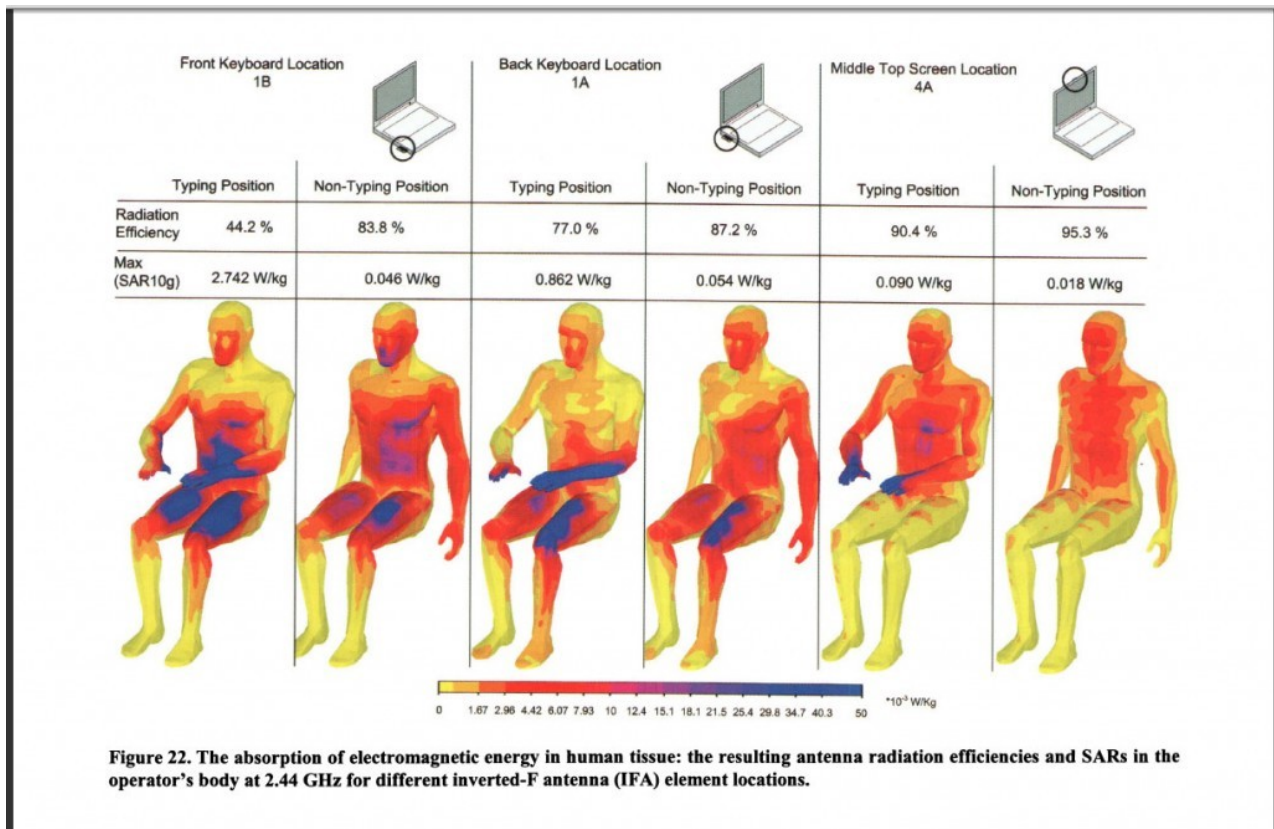 Front Keyboard Location
1B
Back Keyboard Location
1A
Middle Top Screen Location
4A
Typing Position
Non-Typing Position
Typing Position
Non-Typing Position
Typing Position
Non-Typing Position
Radiation
Efficiency
44.2 %
83.8 %
77.0 %
87.2 %
90.4 %
95.3 %
Max
(SAR10g)
2.742 W/kg
0.046 W/kg
0.862 W/kg
0.054 W/kg
0.090 W/kg
0.018 W/kg
0 1.67 2.96 4.42 6.07 7.93 10 12.4 15.1 18.1 21.5 25.4 29.8 34.7 40.3 50
*10⁻³ W/Kg
Figure 22. The absorption of electromagnetic energy in human tissue: the resulting antenna radiation efficiencies and SARs in the
operator's body at 2.44 GHz for different inverted-F antenna (IFA) element locations.